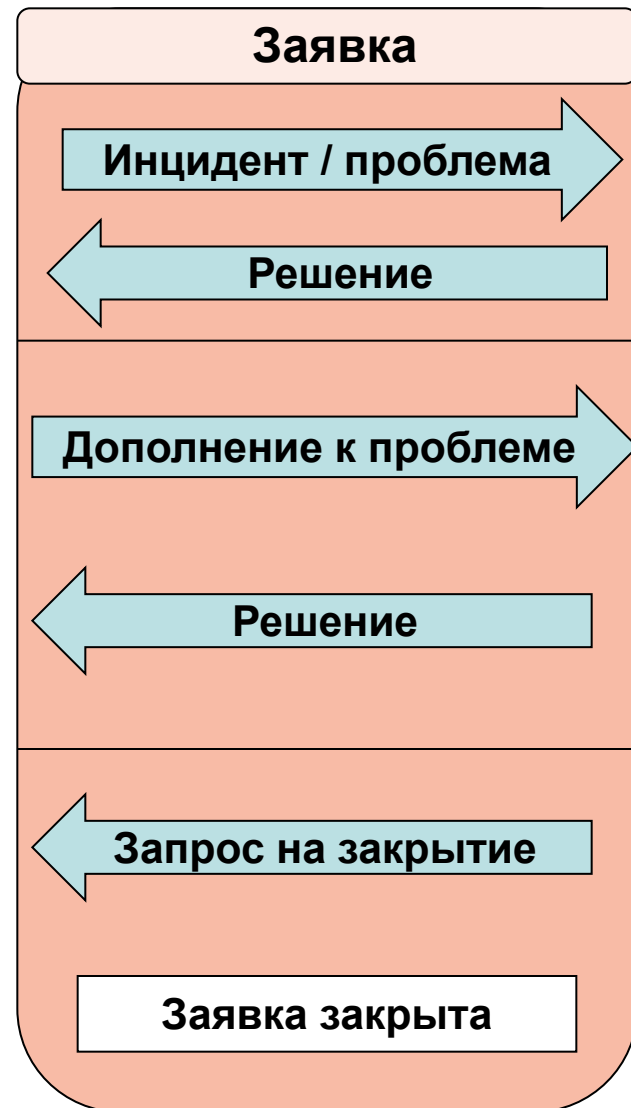 Заявка
Инцидент / проблема
Решение
Дополнение к проблеме
Решение
Запрос на закрытие
Заявка закрыта